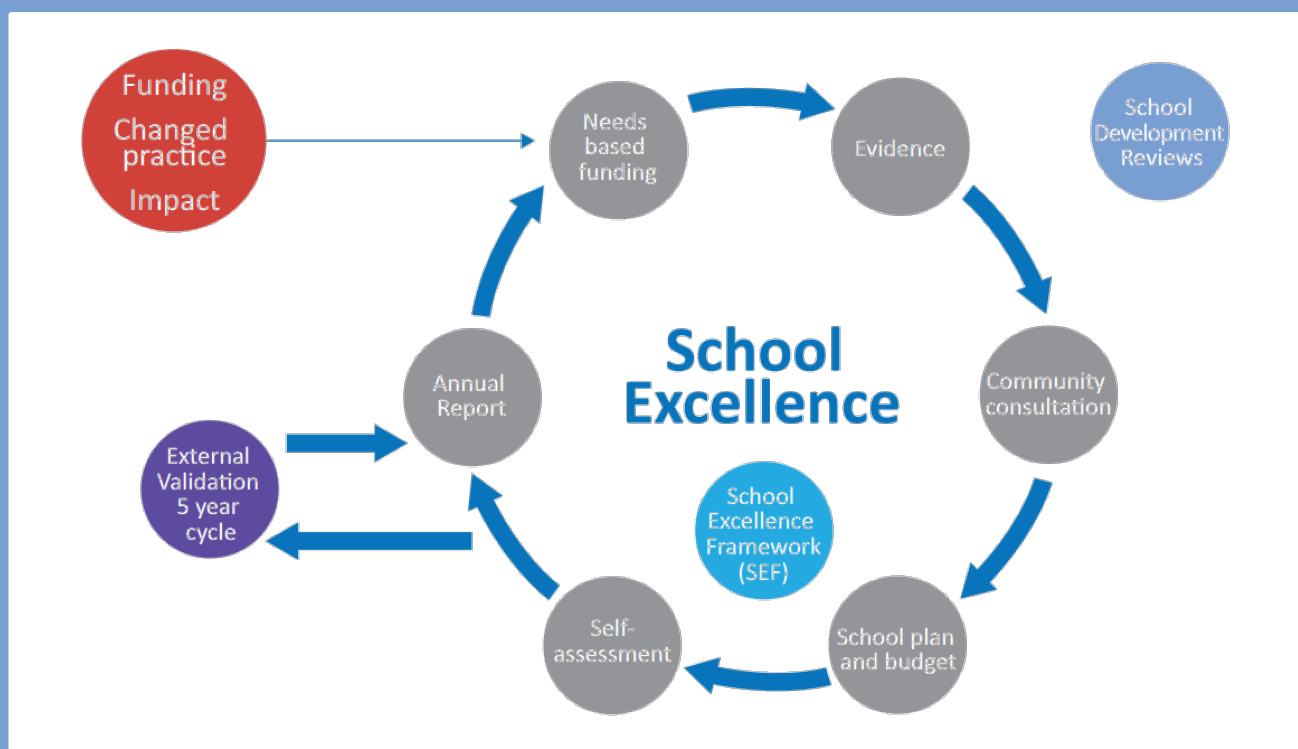 Funding
Changed
practice
Impact
Needs
based
funding
Evidence
School
Development
Reviews
Community
consultation
School plan
and budget
Self-
assessment
Annual
Report
External
Validation
5 year
cycle
School
Excellence
School
Excellence
Framework
(SEF)